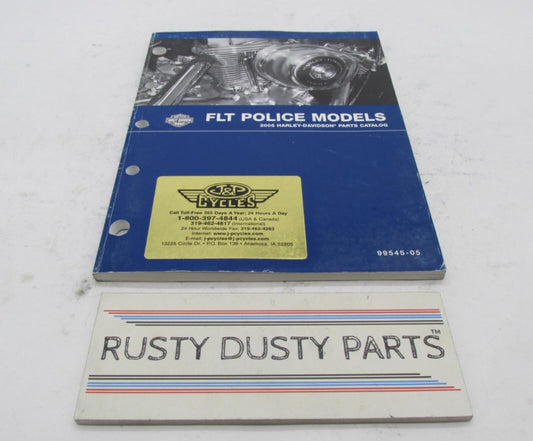 FLT POLICE MODELS
2005 HARLEY-DAVIDSON® PARTS CATALOG
J&P
CYCLES
Call Toll-Free 365 Days A Year; 24 Hours A Day
1-800-397-4844 (USA & Canada)
319-462-4817 (International)
24 Hour Worldwide Fax: 319-462-4283
Internet: www.j-pcycles.com
E-mail: j-pcycles@j-pcycles.com
13225 Circle Dr. • P.O. Box 138 • Anamosa, IA 52205
99545-05
RUSTY DUSTY PARTS™